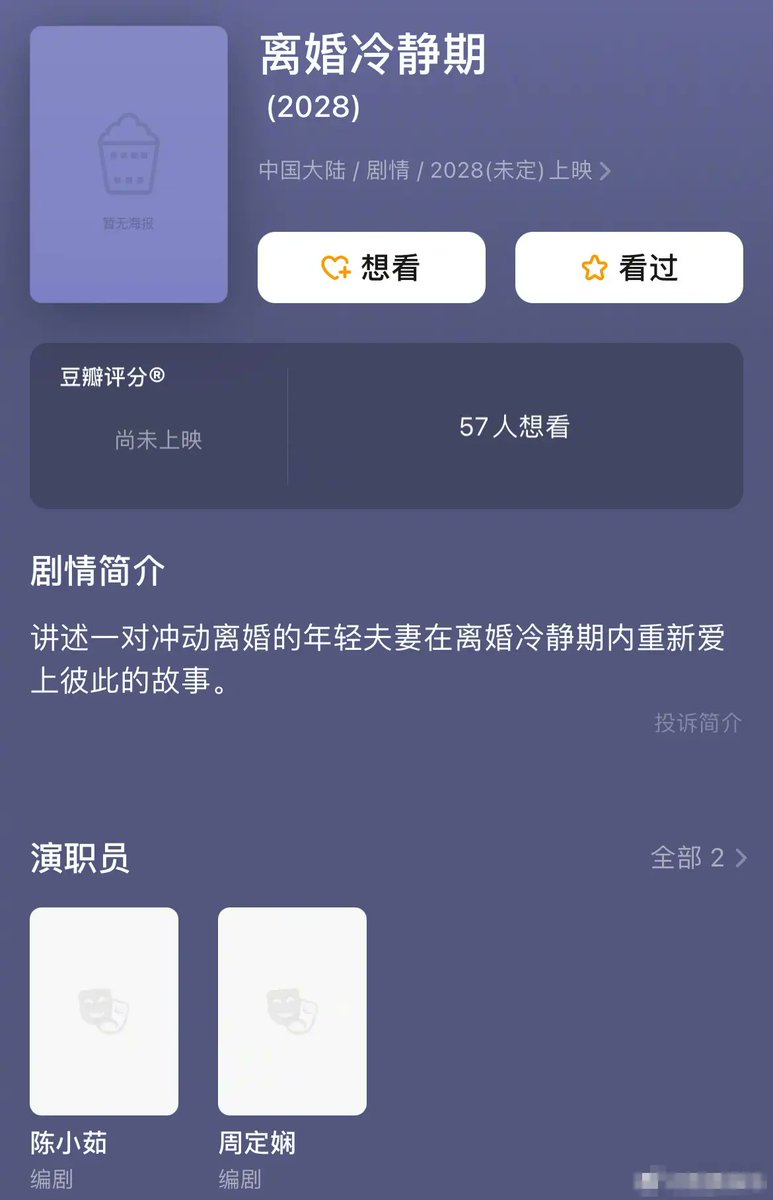 离婚冷静期
(2028)
中国大陆 / 剧情 / 2028(未定)上映
暂无海报
想看
看过
豆瓣评分®
尚未上映
57人想看
剧情简介
讲述一对冲动离婚的年轻夫妻在离婚冷静期内重新爱
上彼此的故事。
投诉简介
演职员
全部 2
陈小茹
编剧
周定娴
编剧